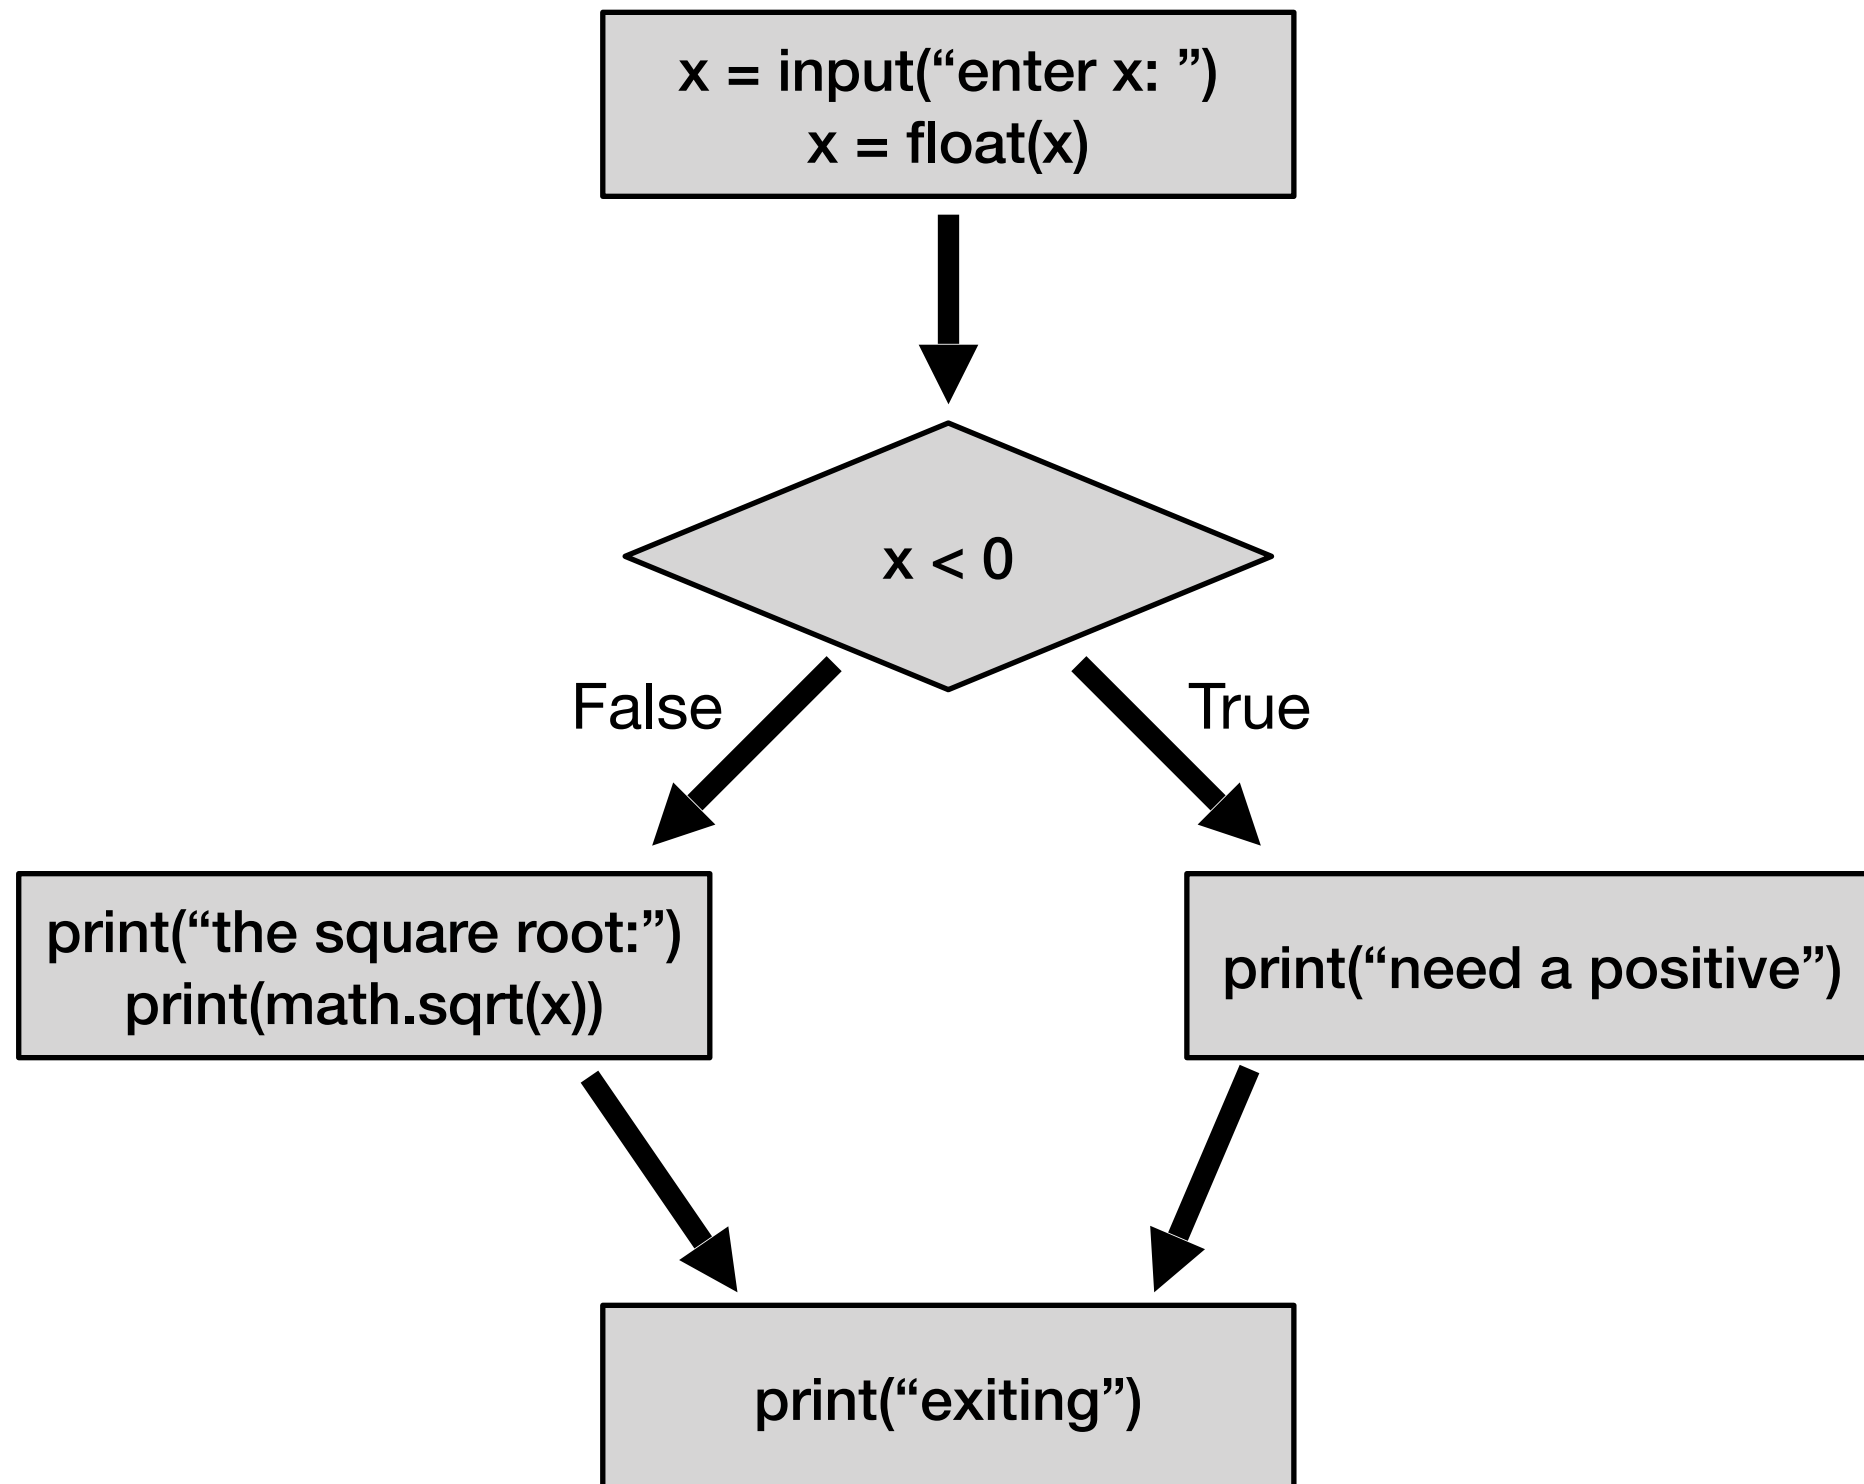 x = input(“enter x: ”)
x = float(x)
x < 0
False
True
print(“the square root:”)
print(math.sqrt(x))
print(“need a positive”)
print(“exiting”)